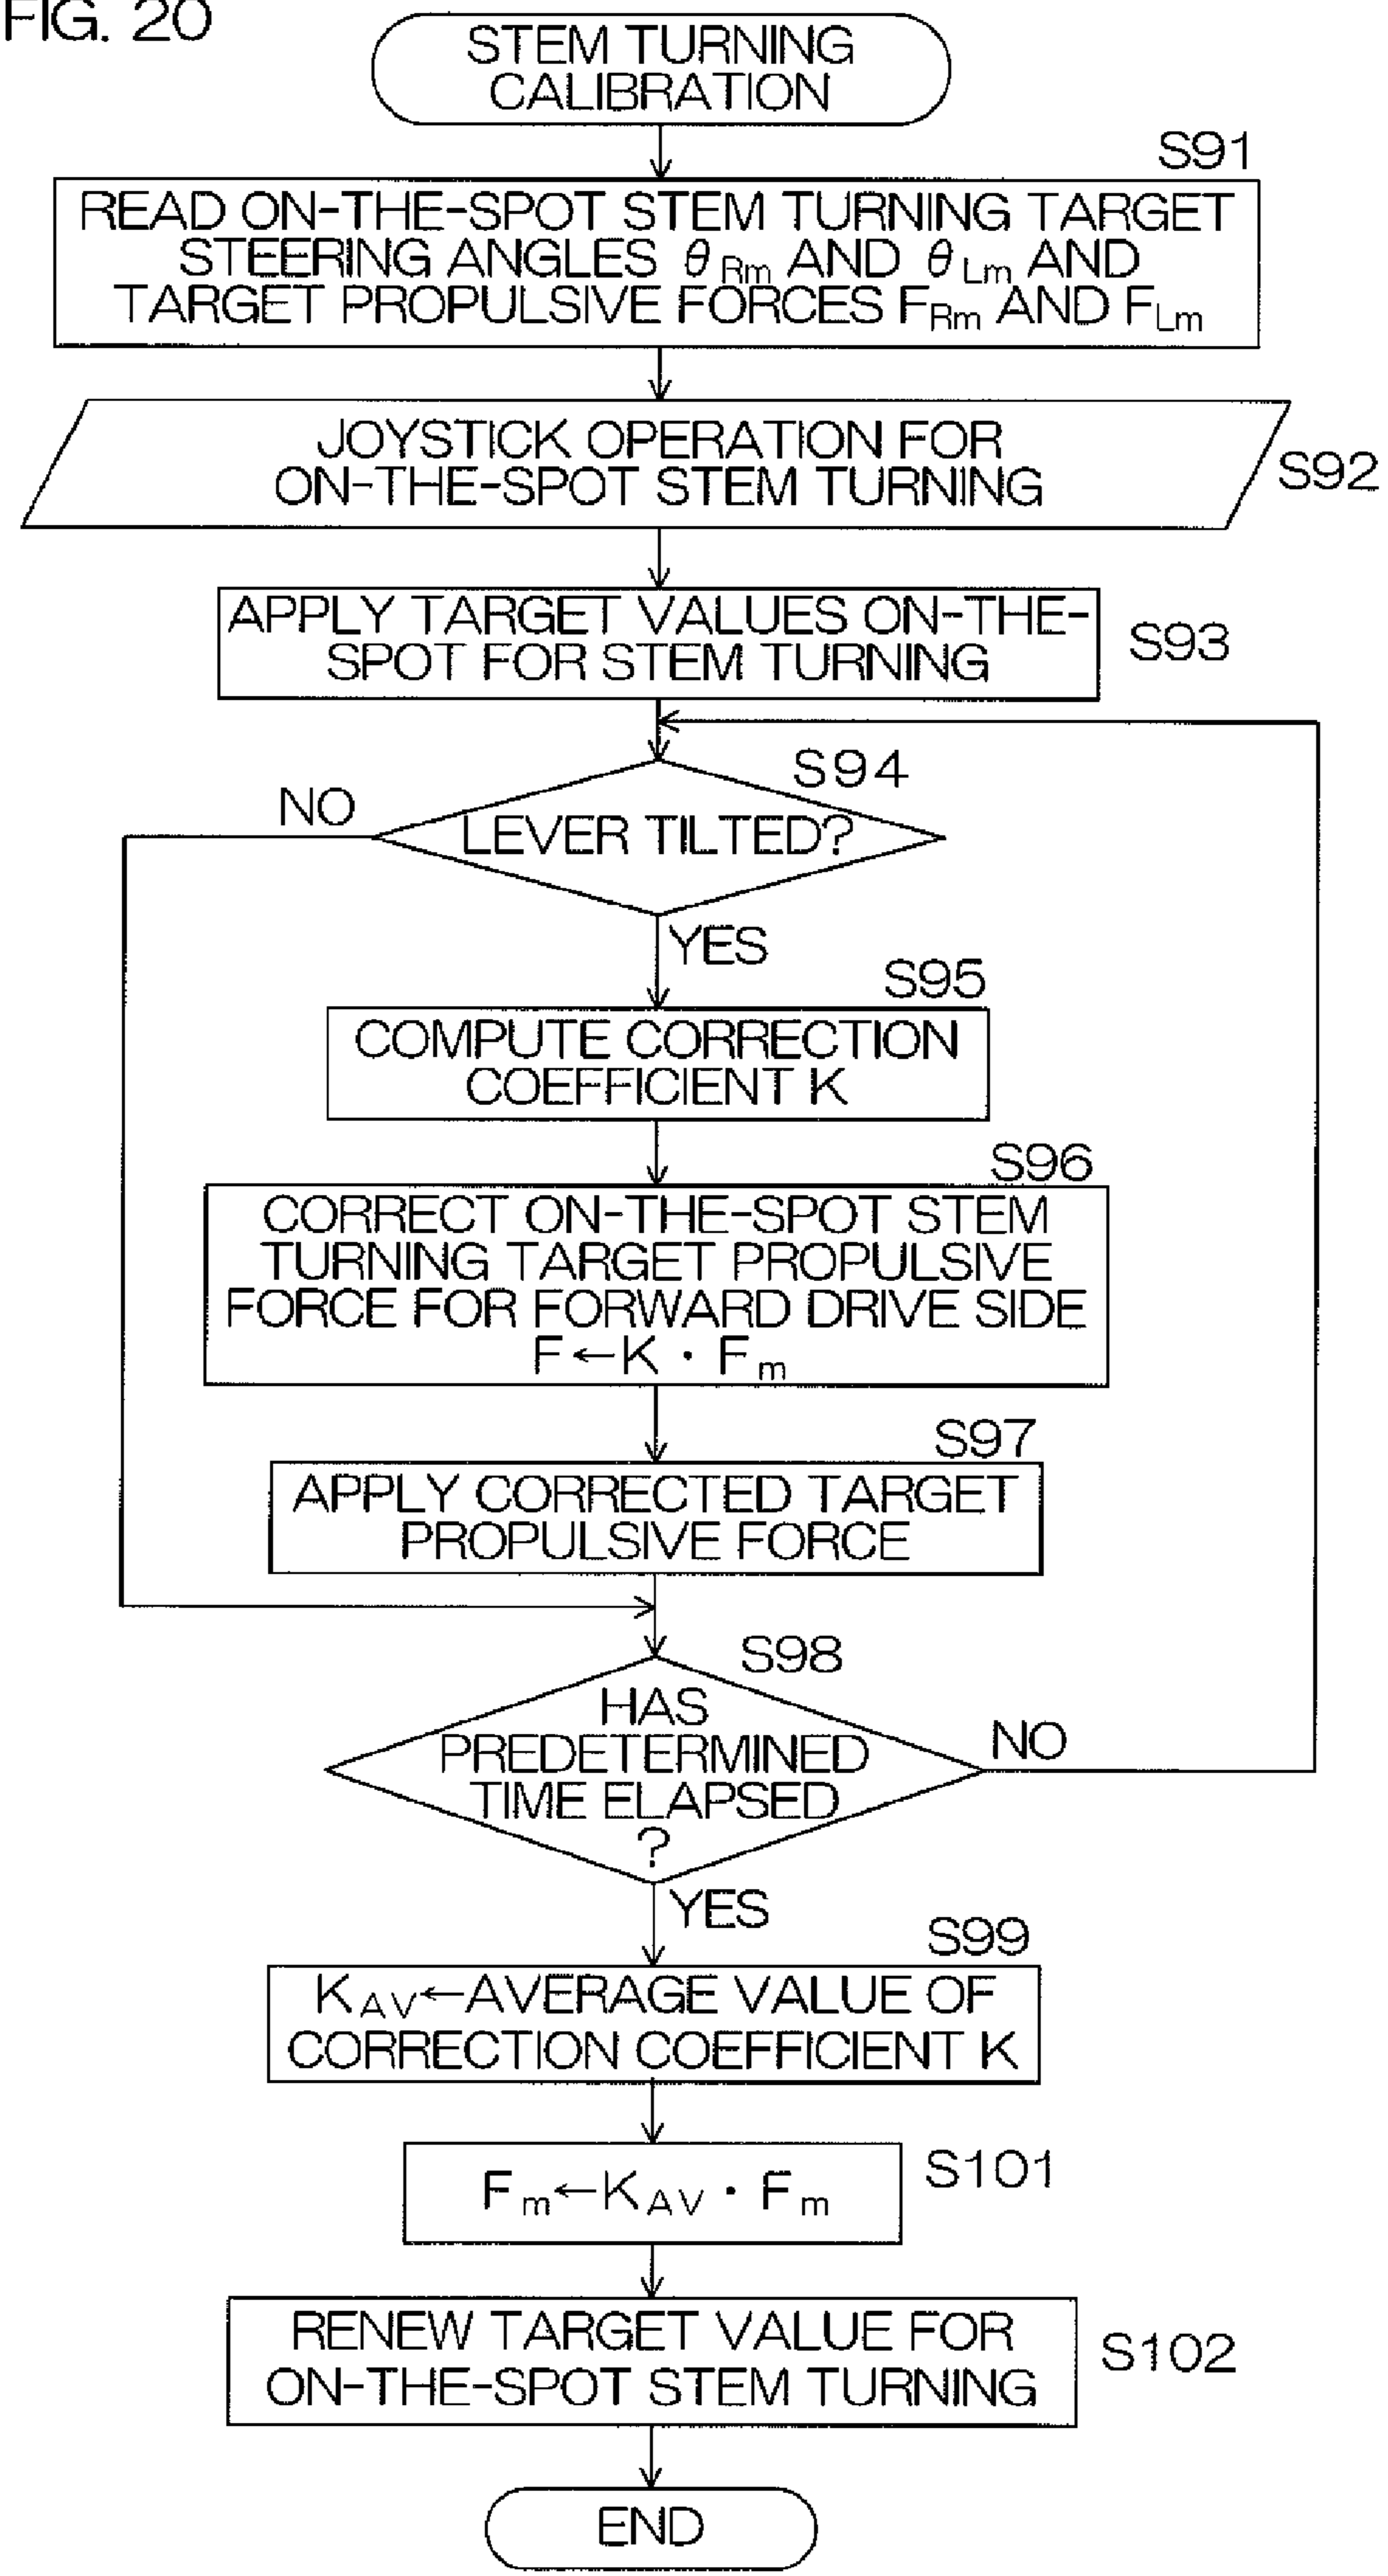 FIG. 20
STEM TURNING
CALIBRATION
S91
READ ON-THE-SPOT STEM TURNING TARGET
STEERING ANGLES θRm AND θLm AND
TARGET PROPULSIVE FORCES FRm AND FLm
JOYSTICK OPERATION FOR
ON-THE-SPOT STEM TURNING
S92
APPLY TARGET VALUES ON-THE-
SPOT FOR STEM TURNING
S93
S94
NO
LEVER TILTED?
YES
S95
COMPUTE CORRECTION
COEFFICIENT K
S96
CORRECT ON-THE-SPOT STEM
TURNING TARGET PROPULSIVE
FORCE FOR FORWARD DRIVE SIDE
F←K・Fm
S97
APPLY CORRECTED TARGET
PROPULSIVE FORCE
S98
HAS
PREDETERMINED
TIME ELAPSED
?
NO
YES
S99
KAV←AVERAGE VALUE OF
CORRECTION COEFFICIENT K
S101
Fm←KAV・Fm
RENEW TARGET VALUE FOR
ON-THE-SPOT STEM TURNING
S102
END